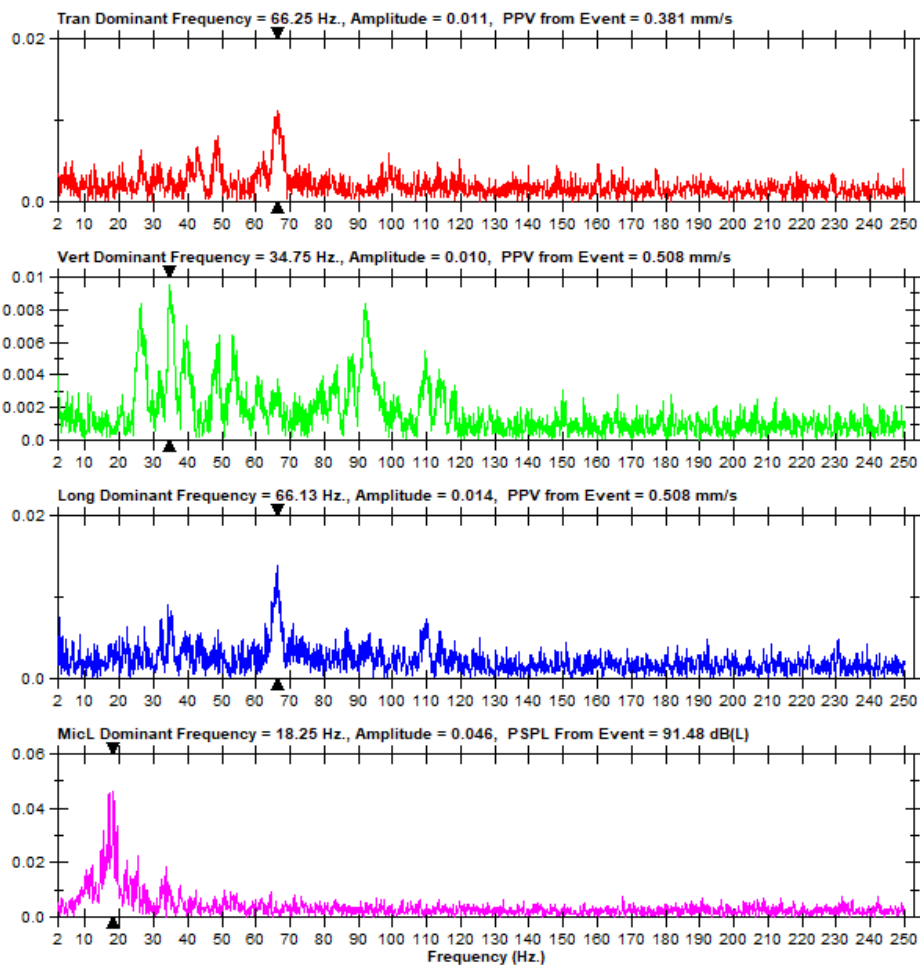 Tran Dominant Frequency = 66.25 Hz., Amplitude = 0.011,  PPV from Event = 0.381 mm/s
0.02
0.0
2 10 20 30 40 50 60 70 80 90 100 110 120 130 140 150 160 170 180 190 200 210 220 230 240 250
Vert Dominant Frequency = 34.75 Hz., Amplitude = 0.010,  PPV from Event = 0.508 mm/s
0.01
0.008
0.006
0.004
0.002
0.0
2 10 20 30 40 50 60 70 80 90 100 110 120 130 140 150 160 170 180 190 200 210 220 230 240 250
Long Dominant Frequency = 66.13 Hz., Amplitude = 0.014,  PPV from Event = 0.508 mm/s
0.02
0.0
2 10 20 30 40 50 60 70 80 90 100 110 120 130 140 150 160 170 180 190 200 210 220 230 240 250
MicL Dominant Frequency = 18.25 Hz., Amplitude = 0.046,  PSPL From Event = 91.48 dB(L)
0.06
0.04
0.02
0.0
2 10 20 30 40 50 60 70 80 90 100 110 120 130 140 150 160 170 180 190 200 210 220 230 240 250
Frequency (Hz.)